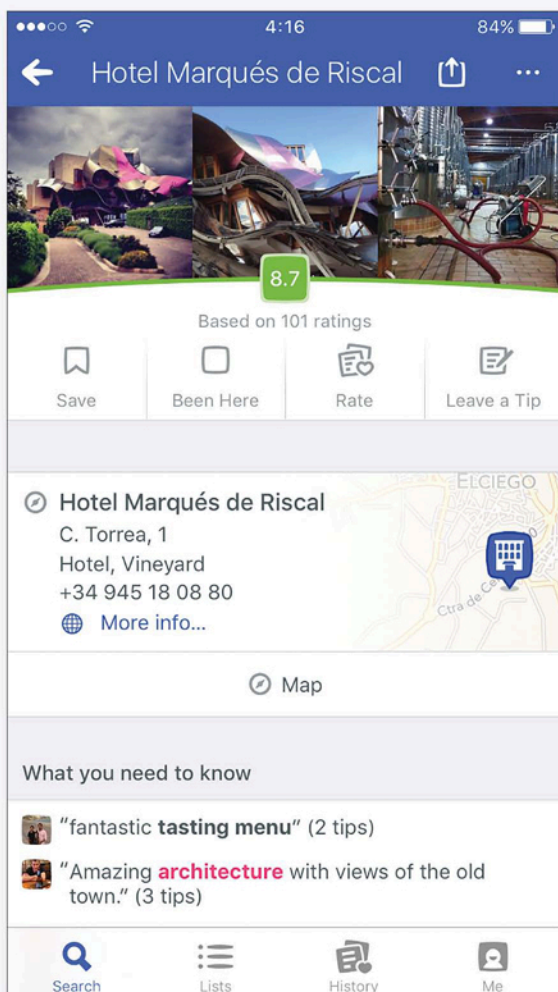 4:16
84%
Hotel Marqués de Riscal
8.7
Based on 101 ratings
Save
Been Here
Rate
Leave a Tip
Hotel Marqués de Riscal
C. Torrea, 1
Hotel, Vineyard
+34 945 18 08 80
More info...
ELCIEGO
Ctra de Ce
Map
What you need to know
"fantastic tasting menu" (2 tips)
"Amazing architecture with views of the old
town." (3 tips)
Search
Lists
History
Me